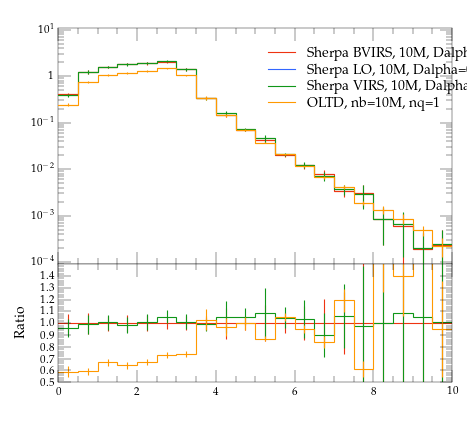 10^1
Sherpa BVIRS, 10M, Dalph
Sherpa LO, 10M, Dalpha=
Sherpa VIRS, 10M, Dalpha
OLTD, nb=10M, nq=1
1
10^−1
10^−2
10^−3
10^−4
Ratio
1.4
1.3
1.2
1.1
1.0
0.9
0.8
0.7
0.6
0.5
0 2 4 6 8 10